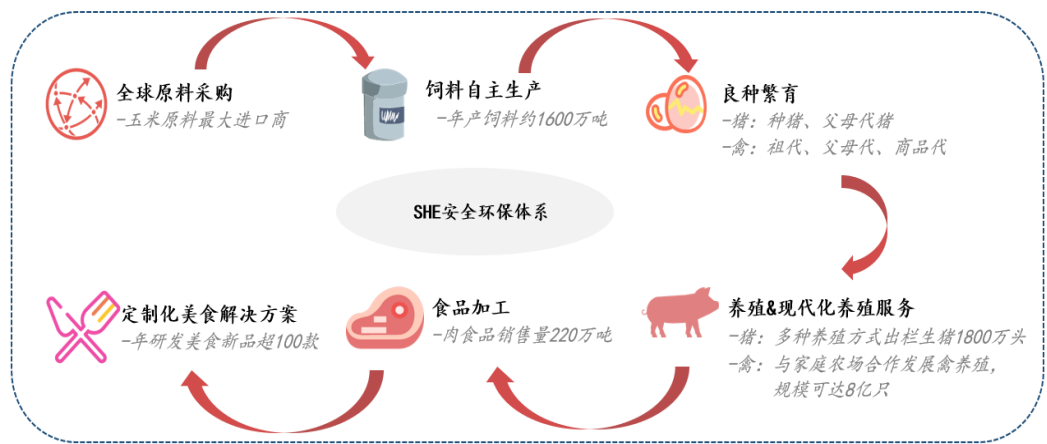 全球原料采购
-玉米原料最大进口商
饲料自主生产
-年产饲料约1600万吨
良种繁育
-猪：种猪、父母代猪
-禽：祖代、父母代、商品代
SHE安全环保体系
定制化美食解决方案
-年研发美食新品超100款
食品加工
-肉食品销售量220万吨
养殖&现代化养殖服务
-猪：多种养殖方式出栏生猪1800万头
-禽：与家庭农场合作发展禽养殖，
规模可达8亿只